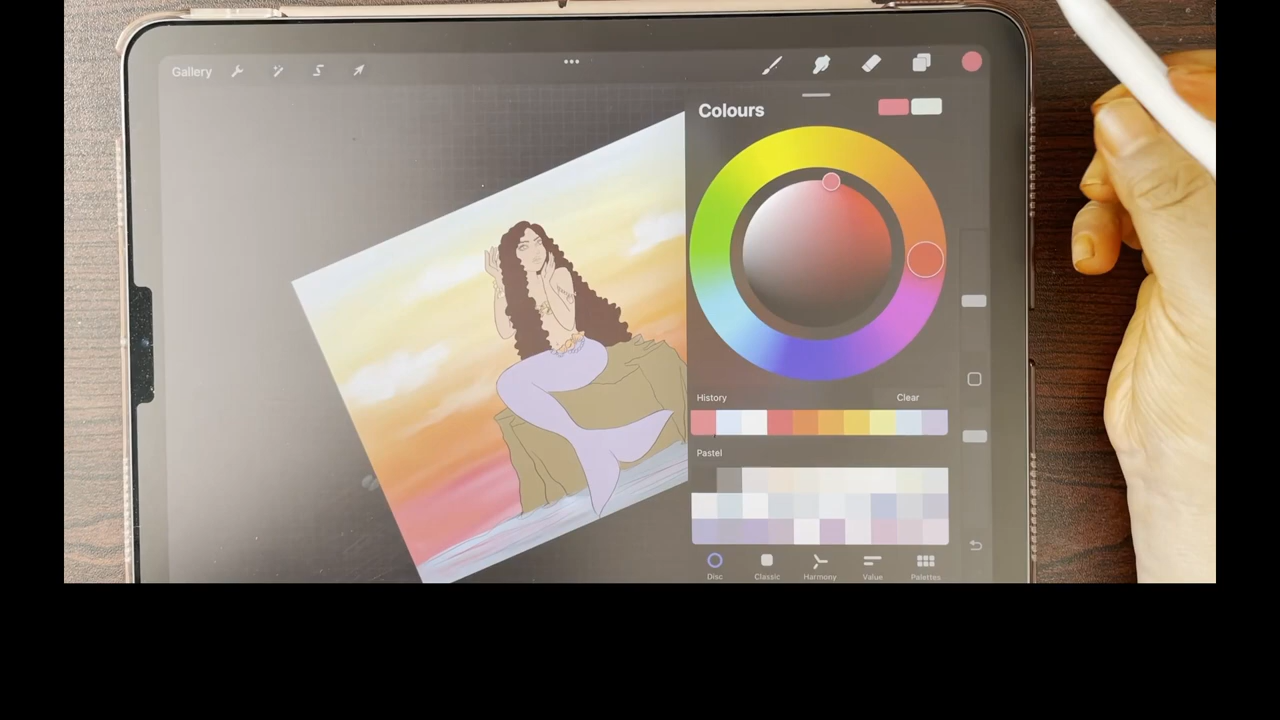 Gallery
Colours
History Clear
Pastel
Disc Classic Harmony Value Palettes